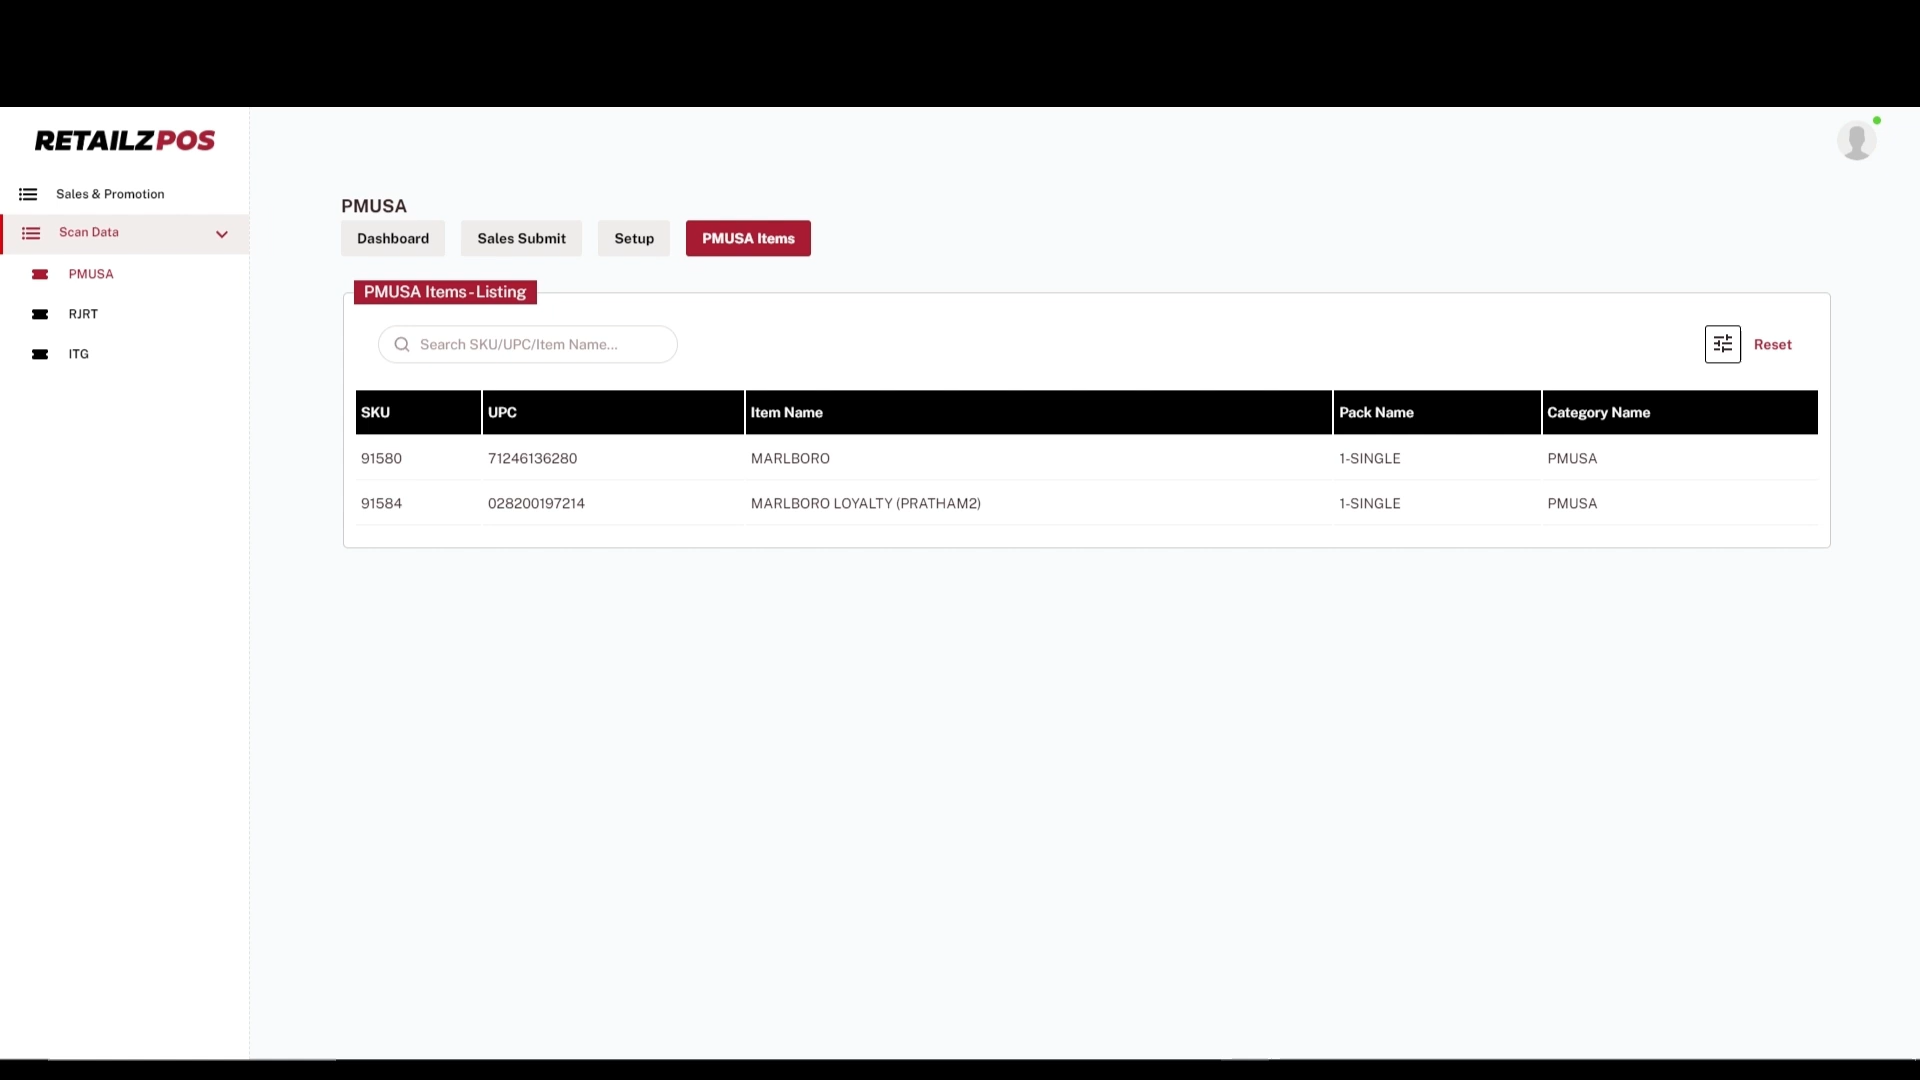 RETAILZPOS
Sales & Promotion
Scan Data
PMUSA
RJRT
ITG
PMUSA
Dashboard Sales Submit Setup PMUSA Items
PMUSA Items - Listing
Search SKU/UPC/Item Name...
Reset
SKU UPC Item Name Pack Name Category Name
91580 71246136280 MARLBORO 1-SINGLE PMUSA
91584 028200197214 MARLBORO LOYALTY (PRATHAM2) 1-SINGLE PMUSA